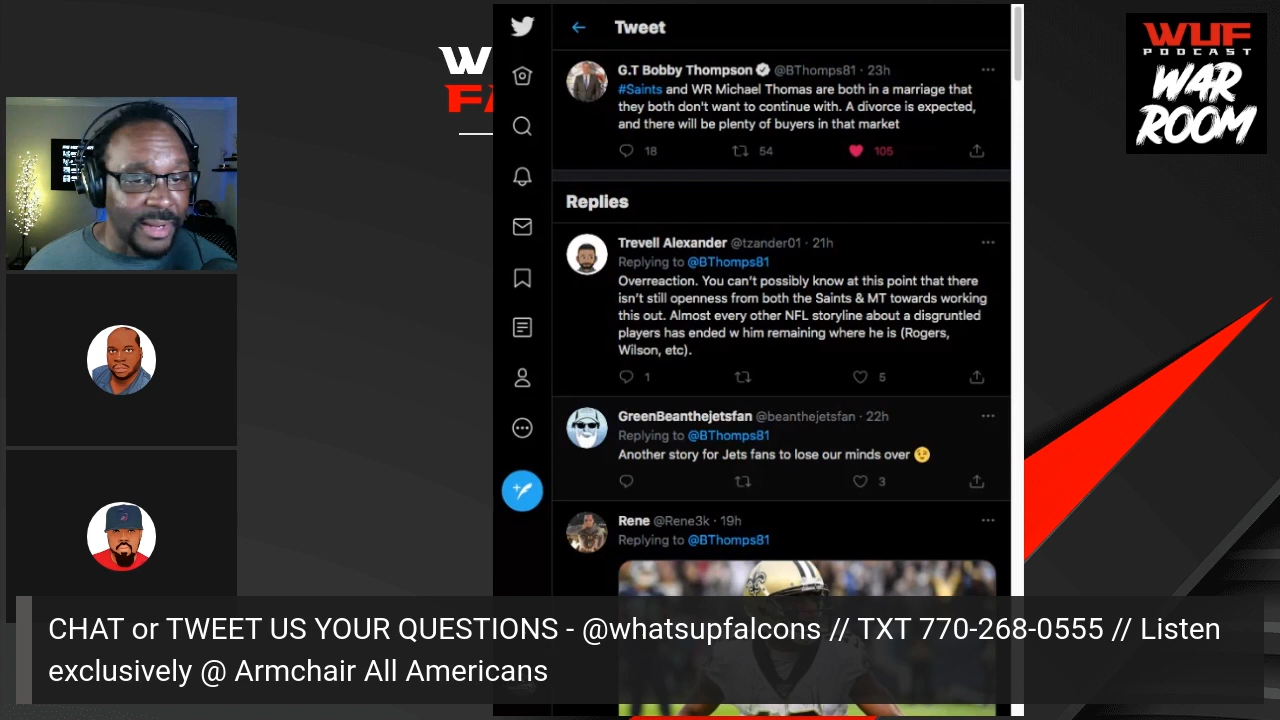 W
FA
Tweet
G.T Bobby Thompson @BThomps81 · 23h
#Saints and WR Michael Thomas are both in a marriage that
they both don't want to continue with. A divorce is expected,
and there will be plenty of buyers in that market
18 54 105
Replies
Trevell Alexander @tzander01 · 21h
Replying to @BThomps81
Overreaction. You can't possibly know at this point that there
isn't still openness from both the Saints & MT towards working
this out. Almost every other NFL storyline about a disgruntled
players has ended w him remaining where he is (Rogers,
Wilson, etc).
1 5
GreenBeanthejetsfan @beanthejetsfan · 22h
Replying to @BThomps81
Another story for Jets fans to lose our minds over 🤨
3
Rene @Rene3k · 19h
Replying to @BThomps81
WUF
PODCAST
WAR
ROOM
CHAT or TWEET US YOUR QUESTIONS - @whatsupfalcons // TXT 770-268-0555 // Listen
exclusively @ Armchair All Americans